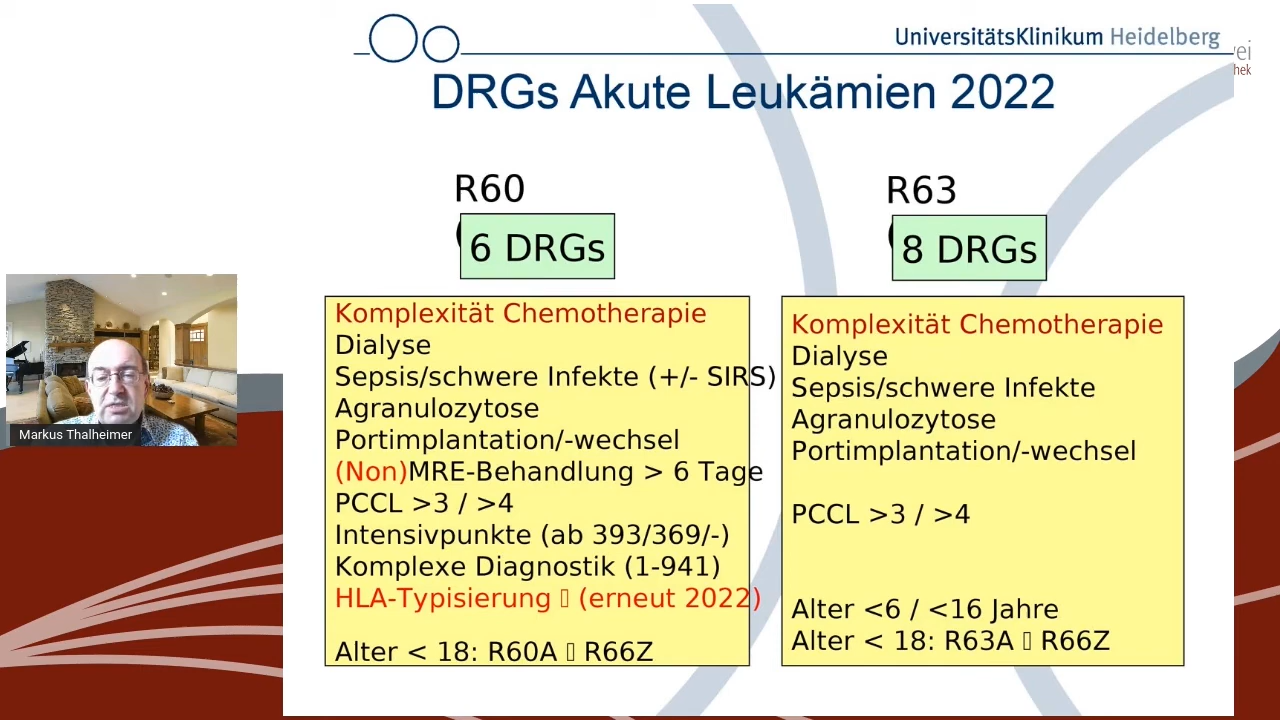 UniversitätsKlinikum Heidelberg
DRGs Akute Leukämien 2022
R60
6 DRGs
Komplexität Chemotherapie
Dialyse
Sepsis/schwere Infekte (+/- SIRS)
Agranulozytose
Portimplantation/-wechsel
(Non)MRE-Behandlung > 6 Tage
PCCL >3 / >4
Intensivpunkte (ab 393/369/-)
Komplexe Diagnostik (1-941)
HLA-Typisierung (erneut 2022)
Alter < 18: R60A R66Z
R63
8 DRGs
Komplexität Chemotherapie
Dialyse
Sepsis/schwere Infekte
Agranulozytose
Portimplantation/-wechsel
PCCL >3 / >4
Alter <6 / <16 Jahre
Alter < 18: R63A R66Z
Markus Thalheimer